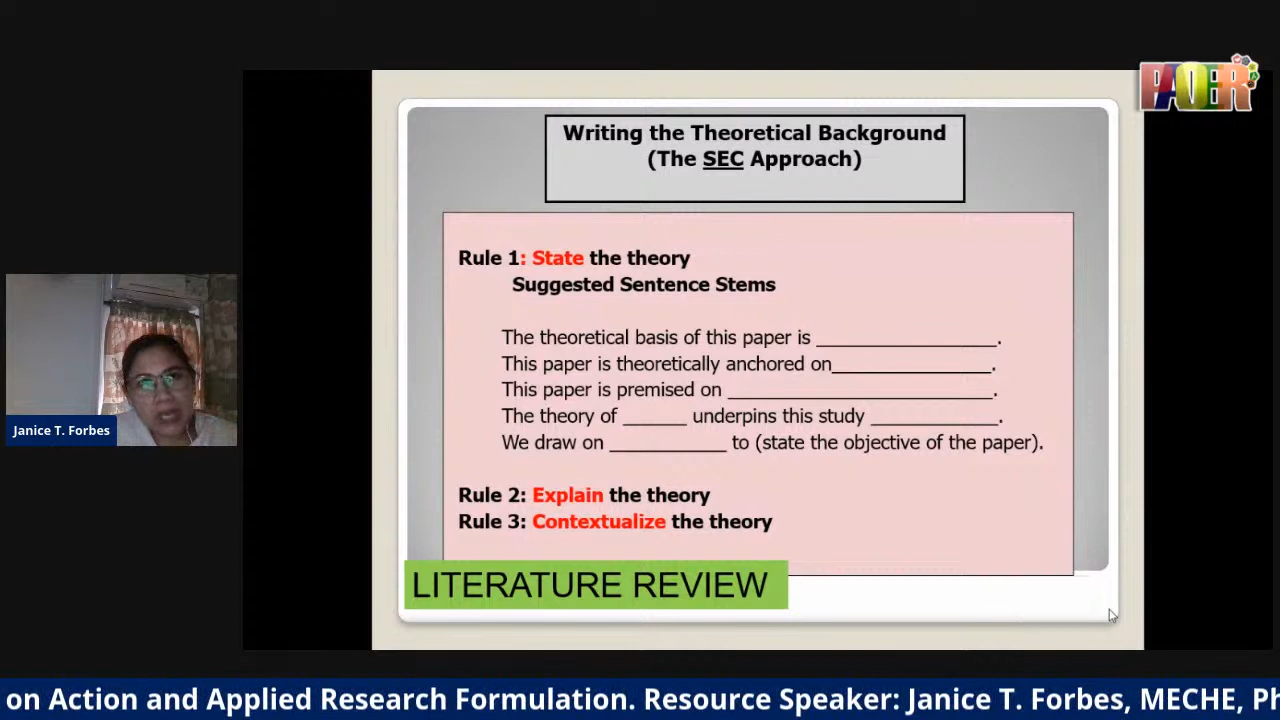 PAOER
Writing the Theoretical Background
(The SEC Approach)
Rule 1: State the theory
Suggested Sentence Stems
The theoretical basis of this paper is __________________.
This paper is theoretically anchored on________________.
This paper is premised on __________________________.
The theory of ______ underpins this study ____________.
We draw on ___________ to (state the objective of the paper).
Rule 2: Explain the theory
Rule 3: Contextualize the theory
LITERATURE REVIEW
Janice T. Forbes
on Action and Applied Research Formulation. Resource Speaker: Janice T. Forbes, MECHE, Ph